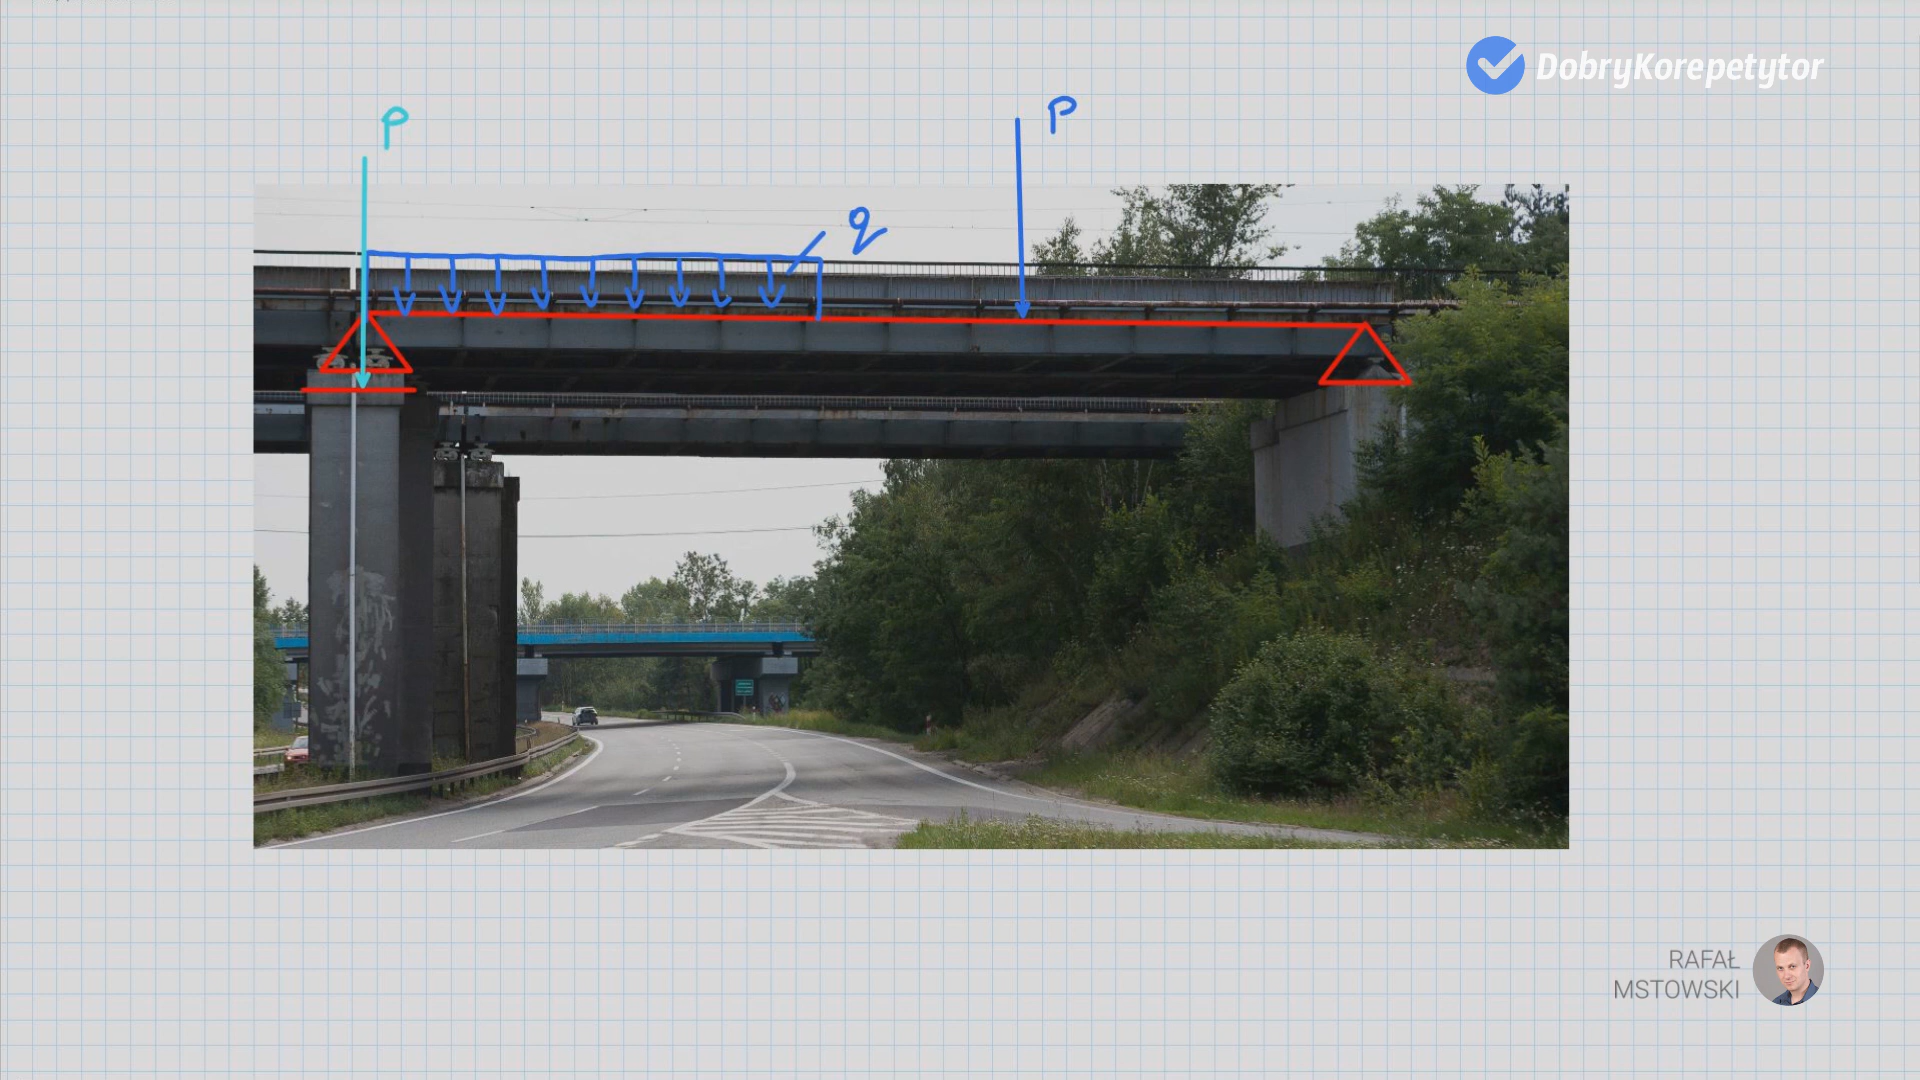 DobryKorepetytor
P
P
q
RAFAŁ
MSTOWSKI